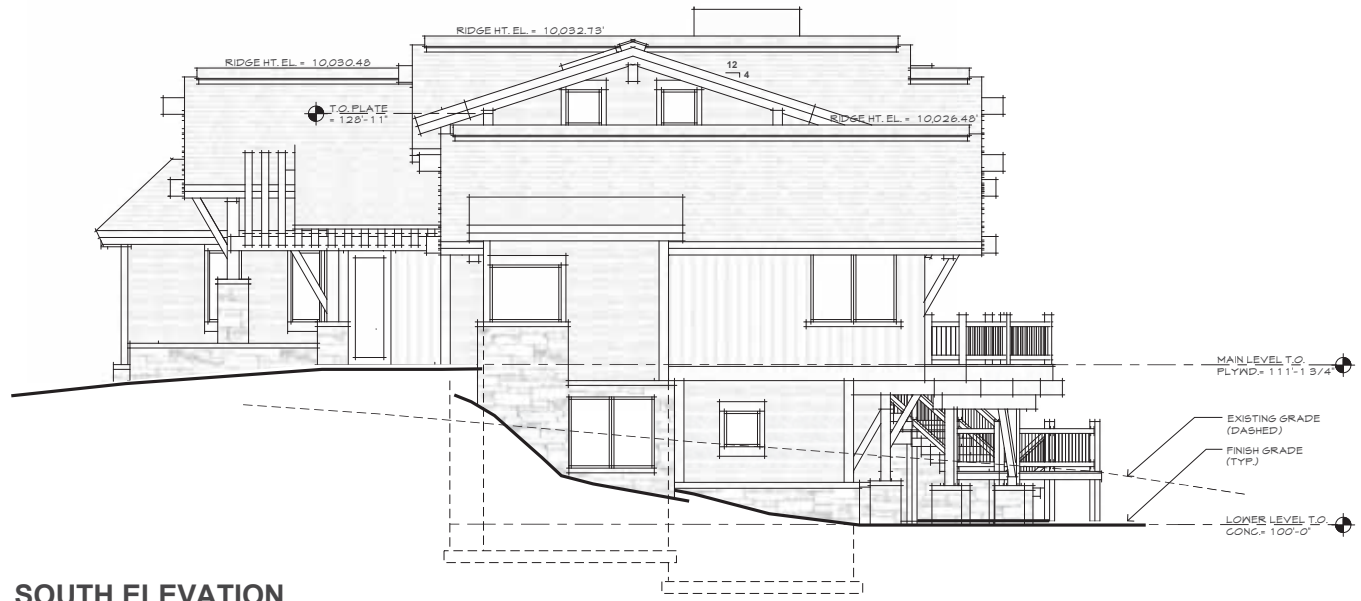 RIDGE HT. EL. = 10,032.73'
RIDGE HT. EL. = 10,030.48
12
4
T.O. PLATE
= 128'-11"
RIDGE HT. EL. = 10,026.48'
MAIN LEVEL T.O.
PLYWD.= 111'-1 3/4"
EXISTING GRADE
(DASHED)
FINISH GRADE
(TYP.)
LOWER LEVEL T.O.
CONC.= 100'-0"
SOUTH ELEVATION